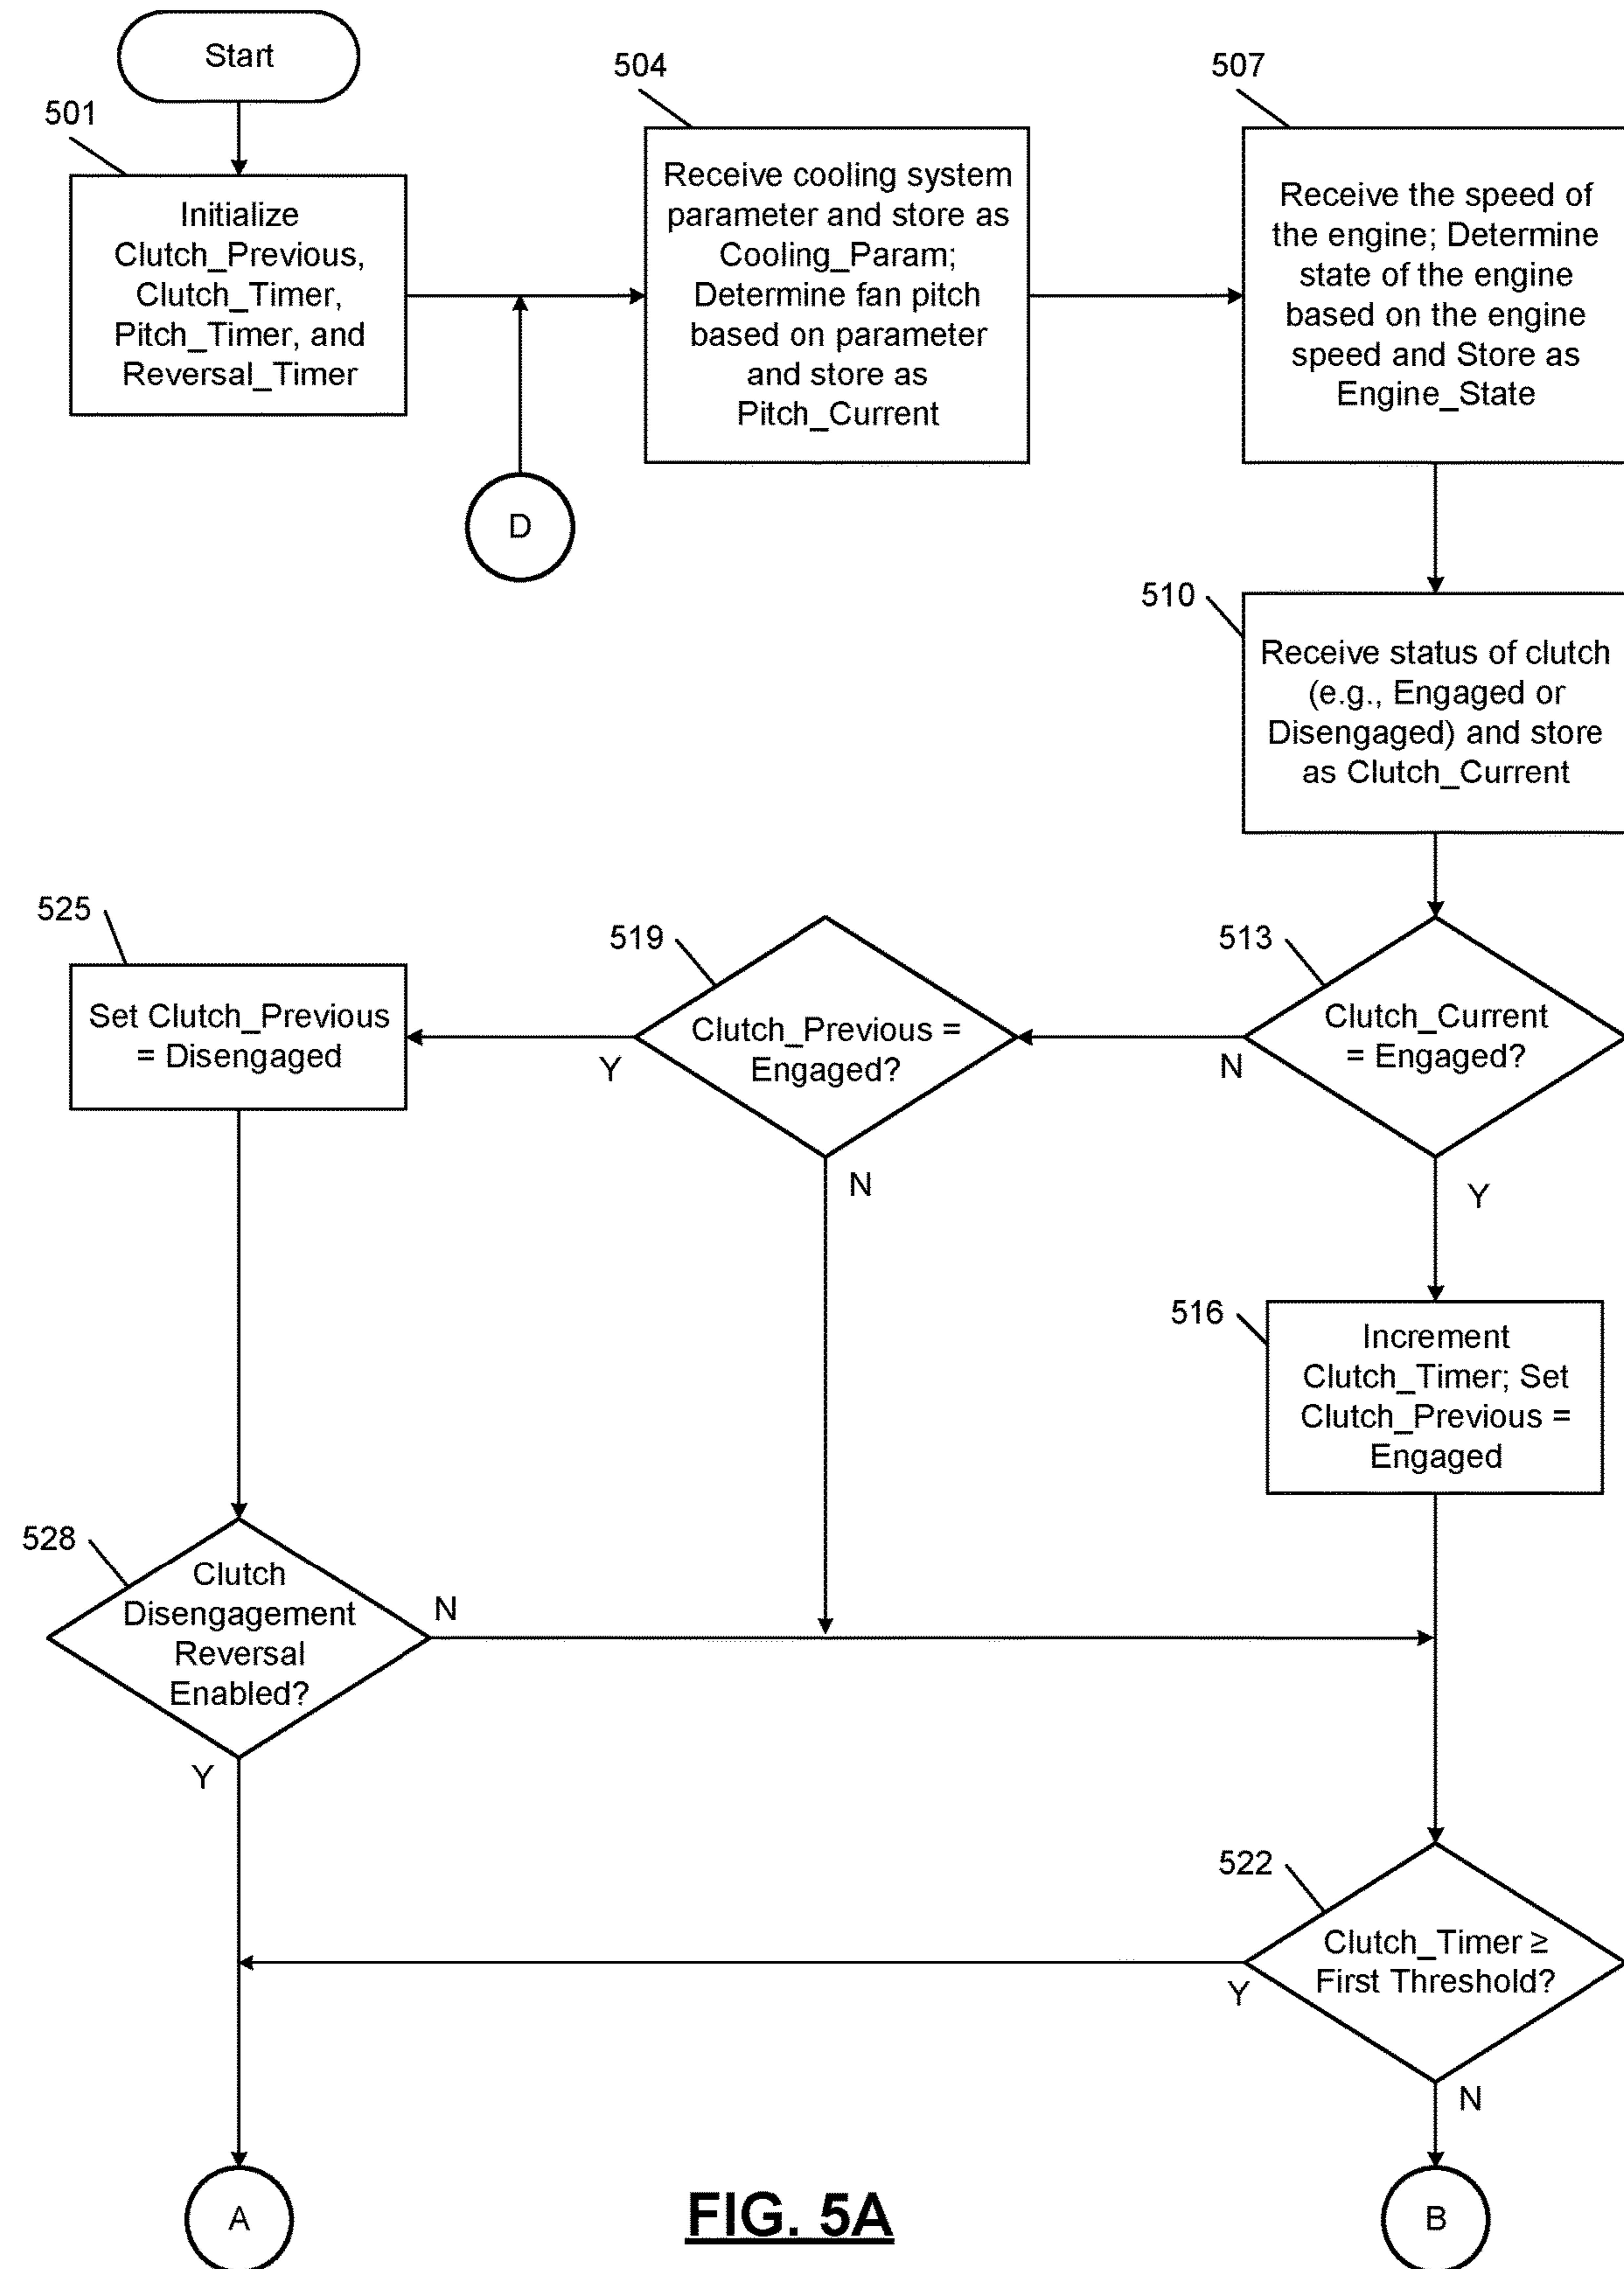 Start
501
Initialize
Clutch_Previous,
Clutch_Timer,
Pitch_Timer, and
Reversal_Timer
504
Receive cooling system
parameter and store as
Cooling_Param;
Determine fan pitch
based on parameter
and store as
Pitch_Current
507
Receive the speed of
the engine; Determine
state of the engine
based on the engine
speed and Store as
Engine_State
D
510
Receive status of clutch
(e.g., Engaged or
Disengaged) and store
as Clutch_Current
513
Clutch_Current
= Engaged?
N
Y
519
Clutch_Previous =
Engaged?
Y
N
525
Set Clutch_Previous
= Disengaged
516
Increment
Clutch_Timer; Set
Clutch_Previous =
Engaged
528
Clutch
Disengagement
Reversal
Enabled?
N
Y
522
Clutch_Timer ≥
First Threshold?
Y
N
A
FIG. 5A
B